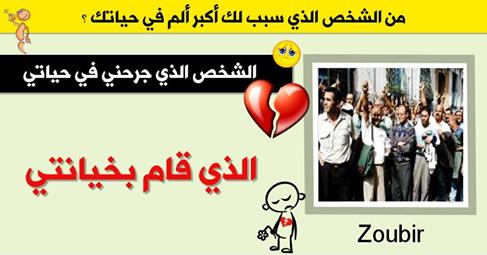 من الشخص الذي سبب لك أكبر ألم في حياتك ؟
الشخص الذي جرحني في حياتي
الذي قام بخيانتي
Zoubir